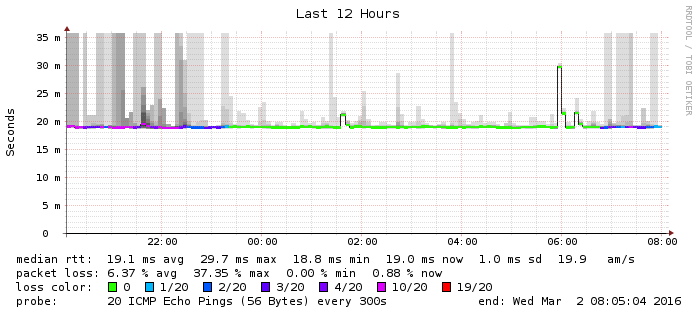 Last 12 Hours
RRDTOOL / TOBI OETIKER
Seconds
35 m
30 m
25 m
20 m
15 m
10 m
5 m
0
22:00 00:00 02:00 04:00 06:00 08:00
median rtt: 19.1 ms avg 29.7 ms max 18.8 ms min 19.0 ms now 1.0 ms sd 19.9 am/s
packet loss: 6.37 % avg 37.35 % max 0.00 % min 0.88 % now
loss color: 0 1/20 2/20 3/20 4/20 10/20 19/20
probe: 20 ICMP Echo Pings (56 Bytes) every 300s end: Wed Mar 2 08:05:04 2016